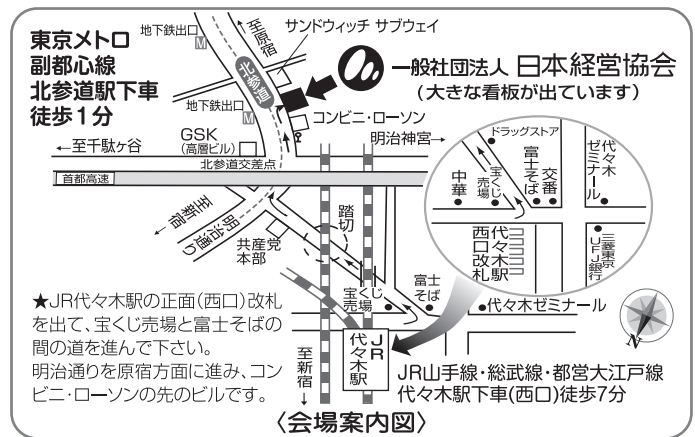 東京メトロ
副都心線
北参道駅下車
徒歩1分
地下鉄出口
M
至原宿
サンドウィッチ サブウェイ
北参道
一般社団法人 日本経営協会
(大きな看板が出ています)
地下鉄出口
M
コンビニ・ローソン
GSK
(高層ビル)
明治神宮→
←至千駄ヶ谷
北参道交差点
首都高速
至新宿
明治通り
共産党
本部
踏切
ドラッグストア
中華
宝くじ
売場
富士そば
交番
代々木
ゼミナール
代々木駅
西口改札
三菱東京
UFJ銀行
宝くじ
売場
富士
そば
代々木ゼミナール
★JR代々木駅の正面(西口)改札
を出て、宝くじ売場と富士そばの
間の道を進んで下さい。
明治通りを原宿方面に進み、コン
ビニ・ローソンの先のビルです。
至新宿
JR
代々木駅
N
JR山手線・総武線・都営大江戸線
代々木駅下車(西口)徒歩7分
〈会場案内図〉